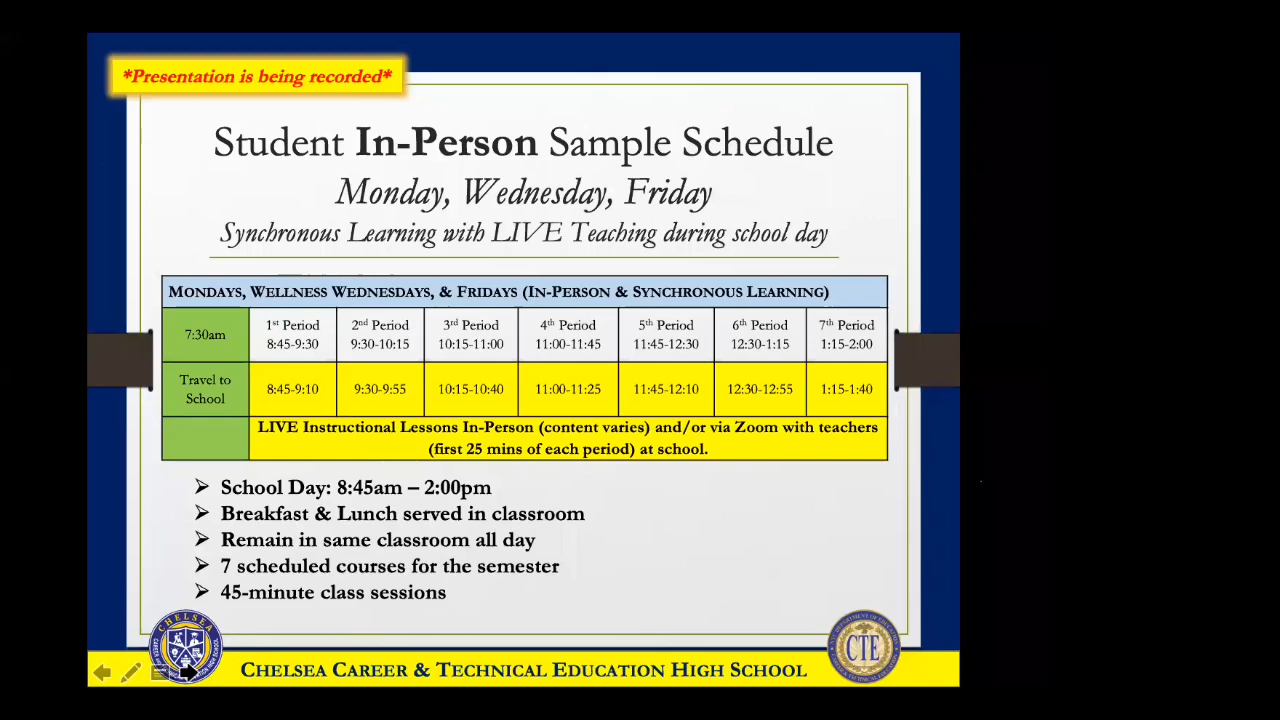 *Presentation is being recorded*
Student In-Person Sample Schedule
Monday, Wednesday, Friday
Synchronous Learning with LIVE Teaching during school day
MONDAYS, WELLNESS WEDNESDAYS, & FRIDAYS (IN-PERSON & SYNCHRONOUS LEARNING)
7:30am
1st Period
8:45-9:30
2nd Period
9:30-10:15
3rd Period
10:15-11:00
4th Period
11:00-11:45
5th Period
11:45-12:30
6th Period
12:30-1:15
7th Period
1:15-2:00
Travel to
School
8:45-9:10
9:30-9:55
10:15-10:40
11:00-11:25
11:45-12:10
12:30-12:55
1:15-1:40
LIVE Instructional Lessons In-Person (content varies) and/or via Zoom with teachers
(first 25 mins of each period) at school.
School Day: 8:45am – 2:00pm
Breakfast & Lunch served in classroom
Remain in same classroom all day
7 scheduled courses for the semester
45-minute class sessions
CHELSEA
CTE
CHELSEA CAREER & TECHNICAL EDUCATION HIGH SCHOOL